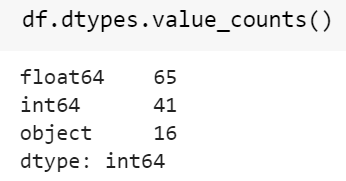 df.dtypes.value_counts()
float64    65
int64      41
object     16
dtype: int64